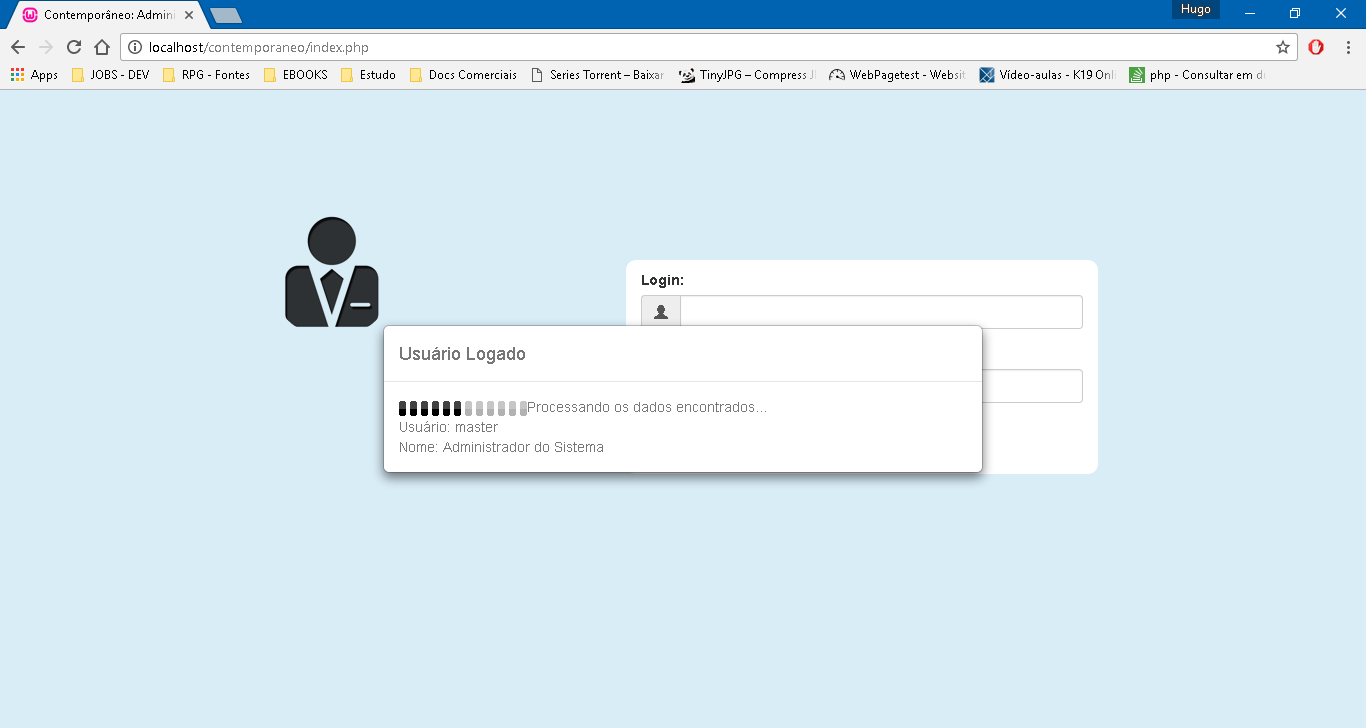 Contemporâneo: Admini
Hugo
localhost/contemporaneo/index.php
Apps JOBS - DEV RPG - Fontes EBOOKS Estudo Docs Comerciais Series Torrent – Baixar TinyJPG – Compress WebPagetest - Websit Vídeo-aulas - K19 Onli php - Consultar em
Login:
Usuário Logado
Processando os dados encontrados...
Usuário: master
Nome: Administrador do Sistema